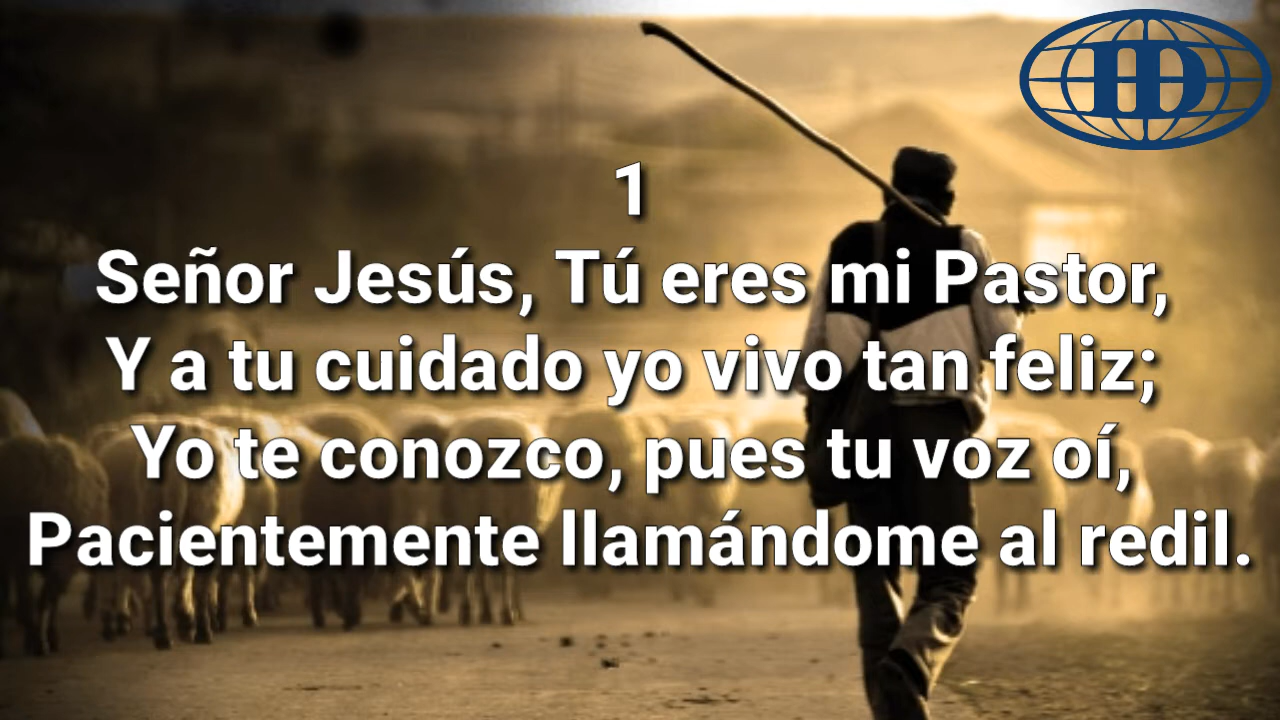 1
Señor Jesús, Tú eres mi Pastor,
Y a tu cuidado yo vivo tan feliz;
Yo te conozco, pues tu voz oí,
Pacientemente llamándome al redil.